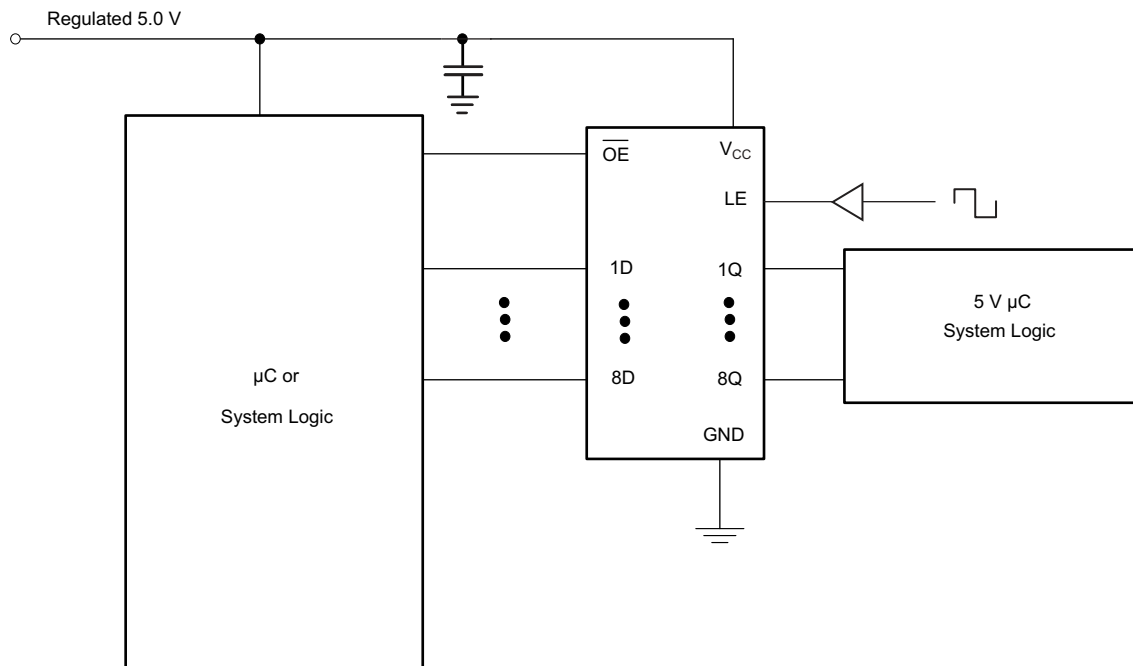 Regulated 5.0 V
OE
VCC
LE
1D
1Q
5 V µC
System Logic
µC or
System Logic
8D
8Q
GND